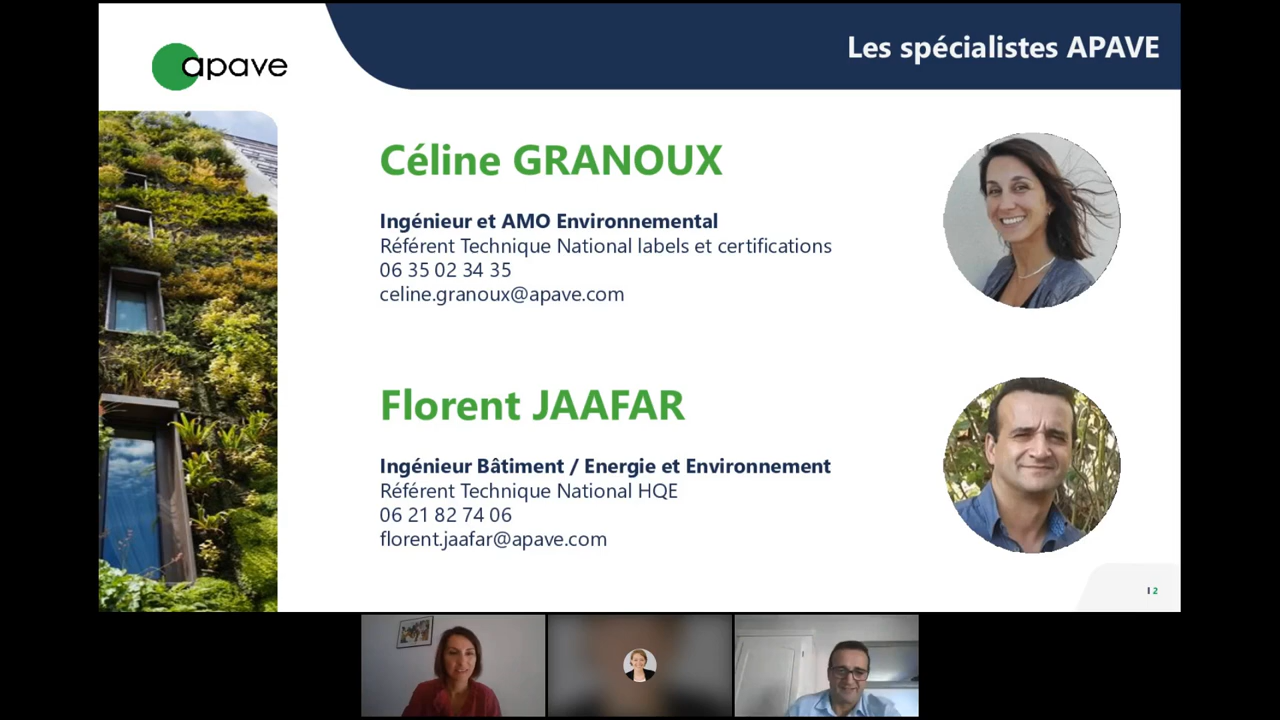 apave
Les spécialistes APAVE
Céline GRANOUX
Ingénieur et AMO Environnemental
Référent Technique National labels et certifications
06 35 02 34 35
celine.granoux@apave.com
Florent JAAFAR
Ingénieur Bâtiment / Energie et Environnement
Référent Technique National HQE
06 21 82 74 06
florent.jaafar@apave.com
I 2